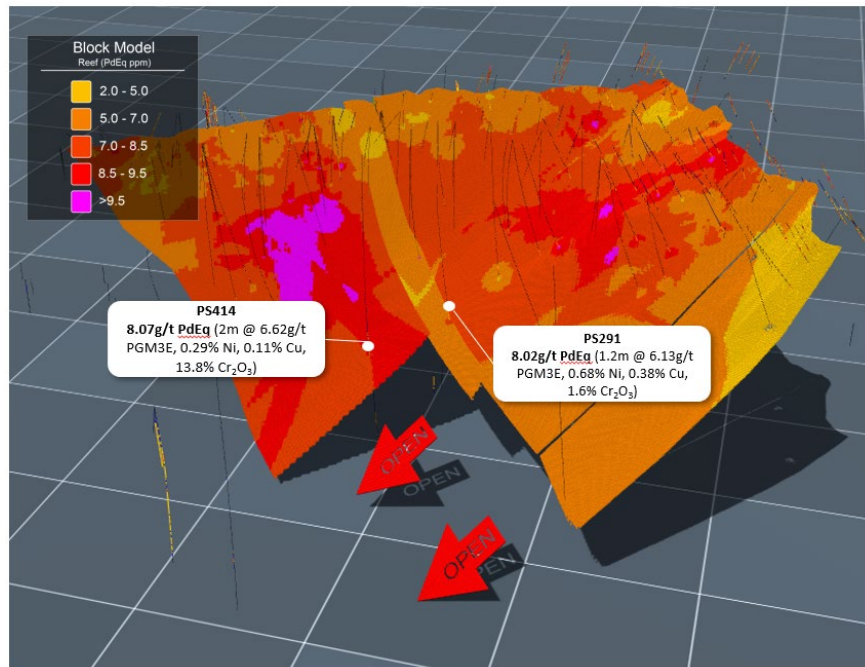 Block Model
Reef (PdEq ppm)
2.0 - 5.0
5.0 - 7.0
7.0 - 8.5
8.5 - 9.5
>9.5
PS414
8.07g/t PdEq (2m @ 6.62g/t
PGM3E, 0.29% Ni, 0.11% Cu,
13.8% Cr₂O₃)
PS291
8.02g/t PdEq (1.2m @ 6.13g/t
PGM3E, 0.68% Ni, 0.38% Cu,
1.6% Cr₂O₃)
OPEN
OPEN
OPEN
OPEN